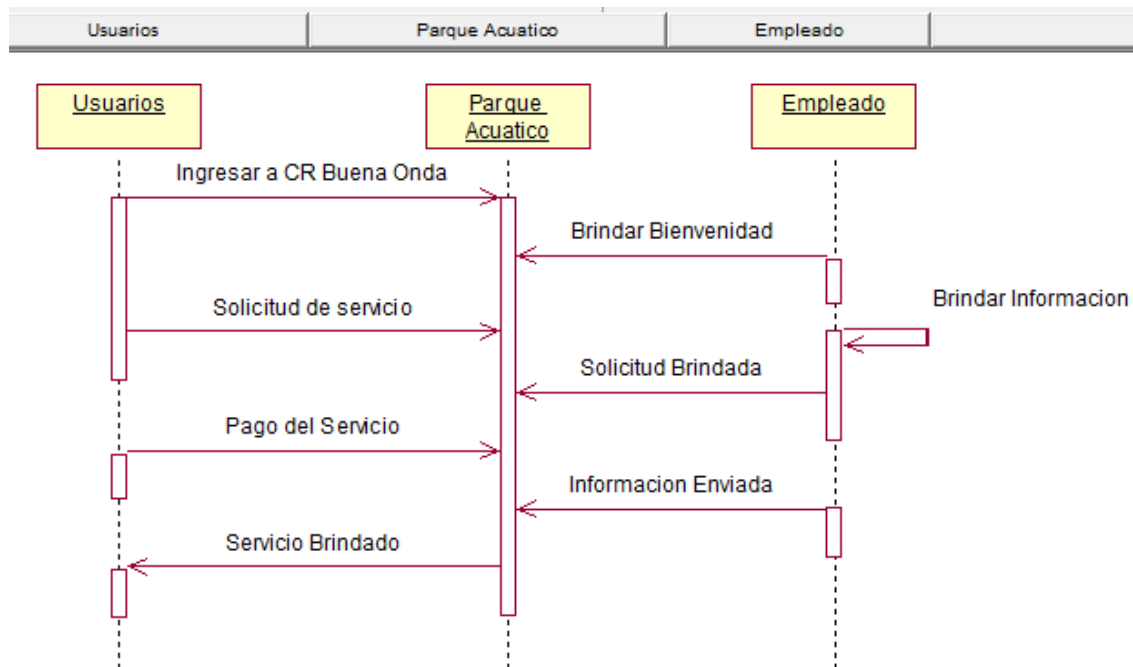 Usuarios Parque Acuatico Empleado
Usuarios
Parque
Acuatico
Empleado
Ingresar a CR Buena Onda
Brindar Bienvenidad
Solicitud de servicio
Brindar Informacion
Solicitud Brindada
Pago del Servicio
Informacion Enviada
Servicio Brindado